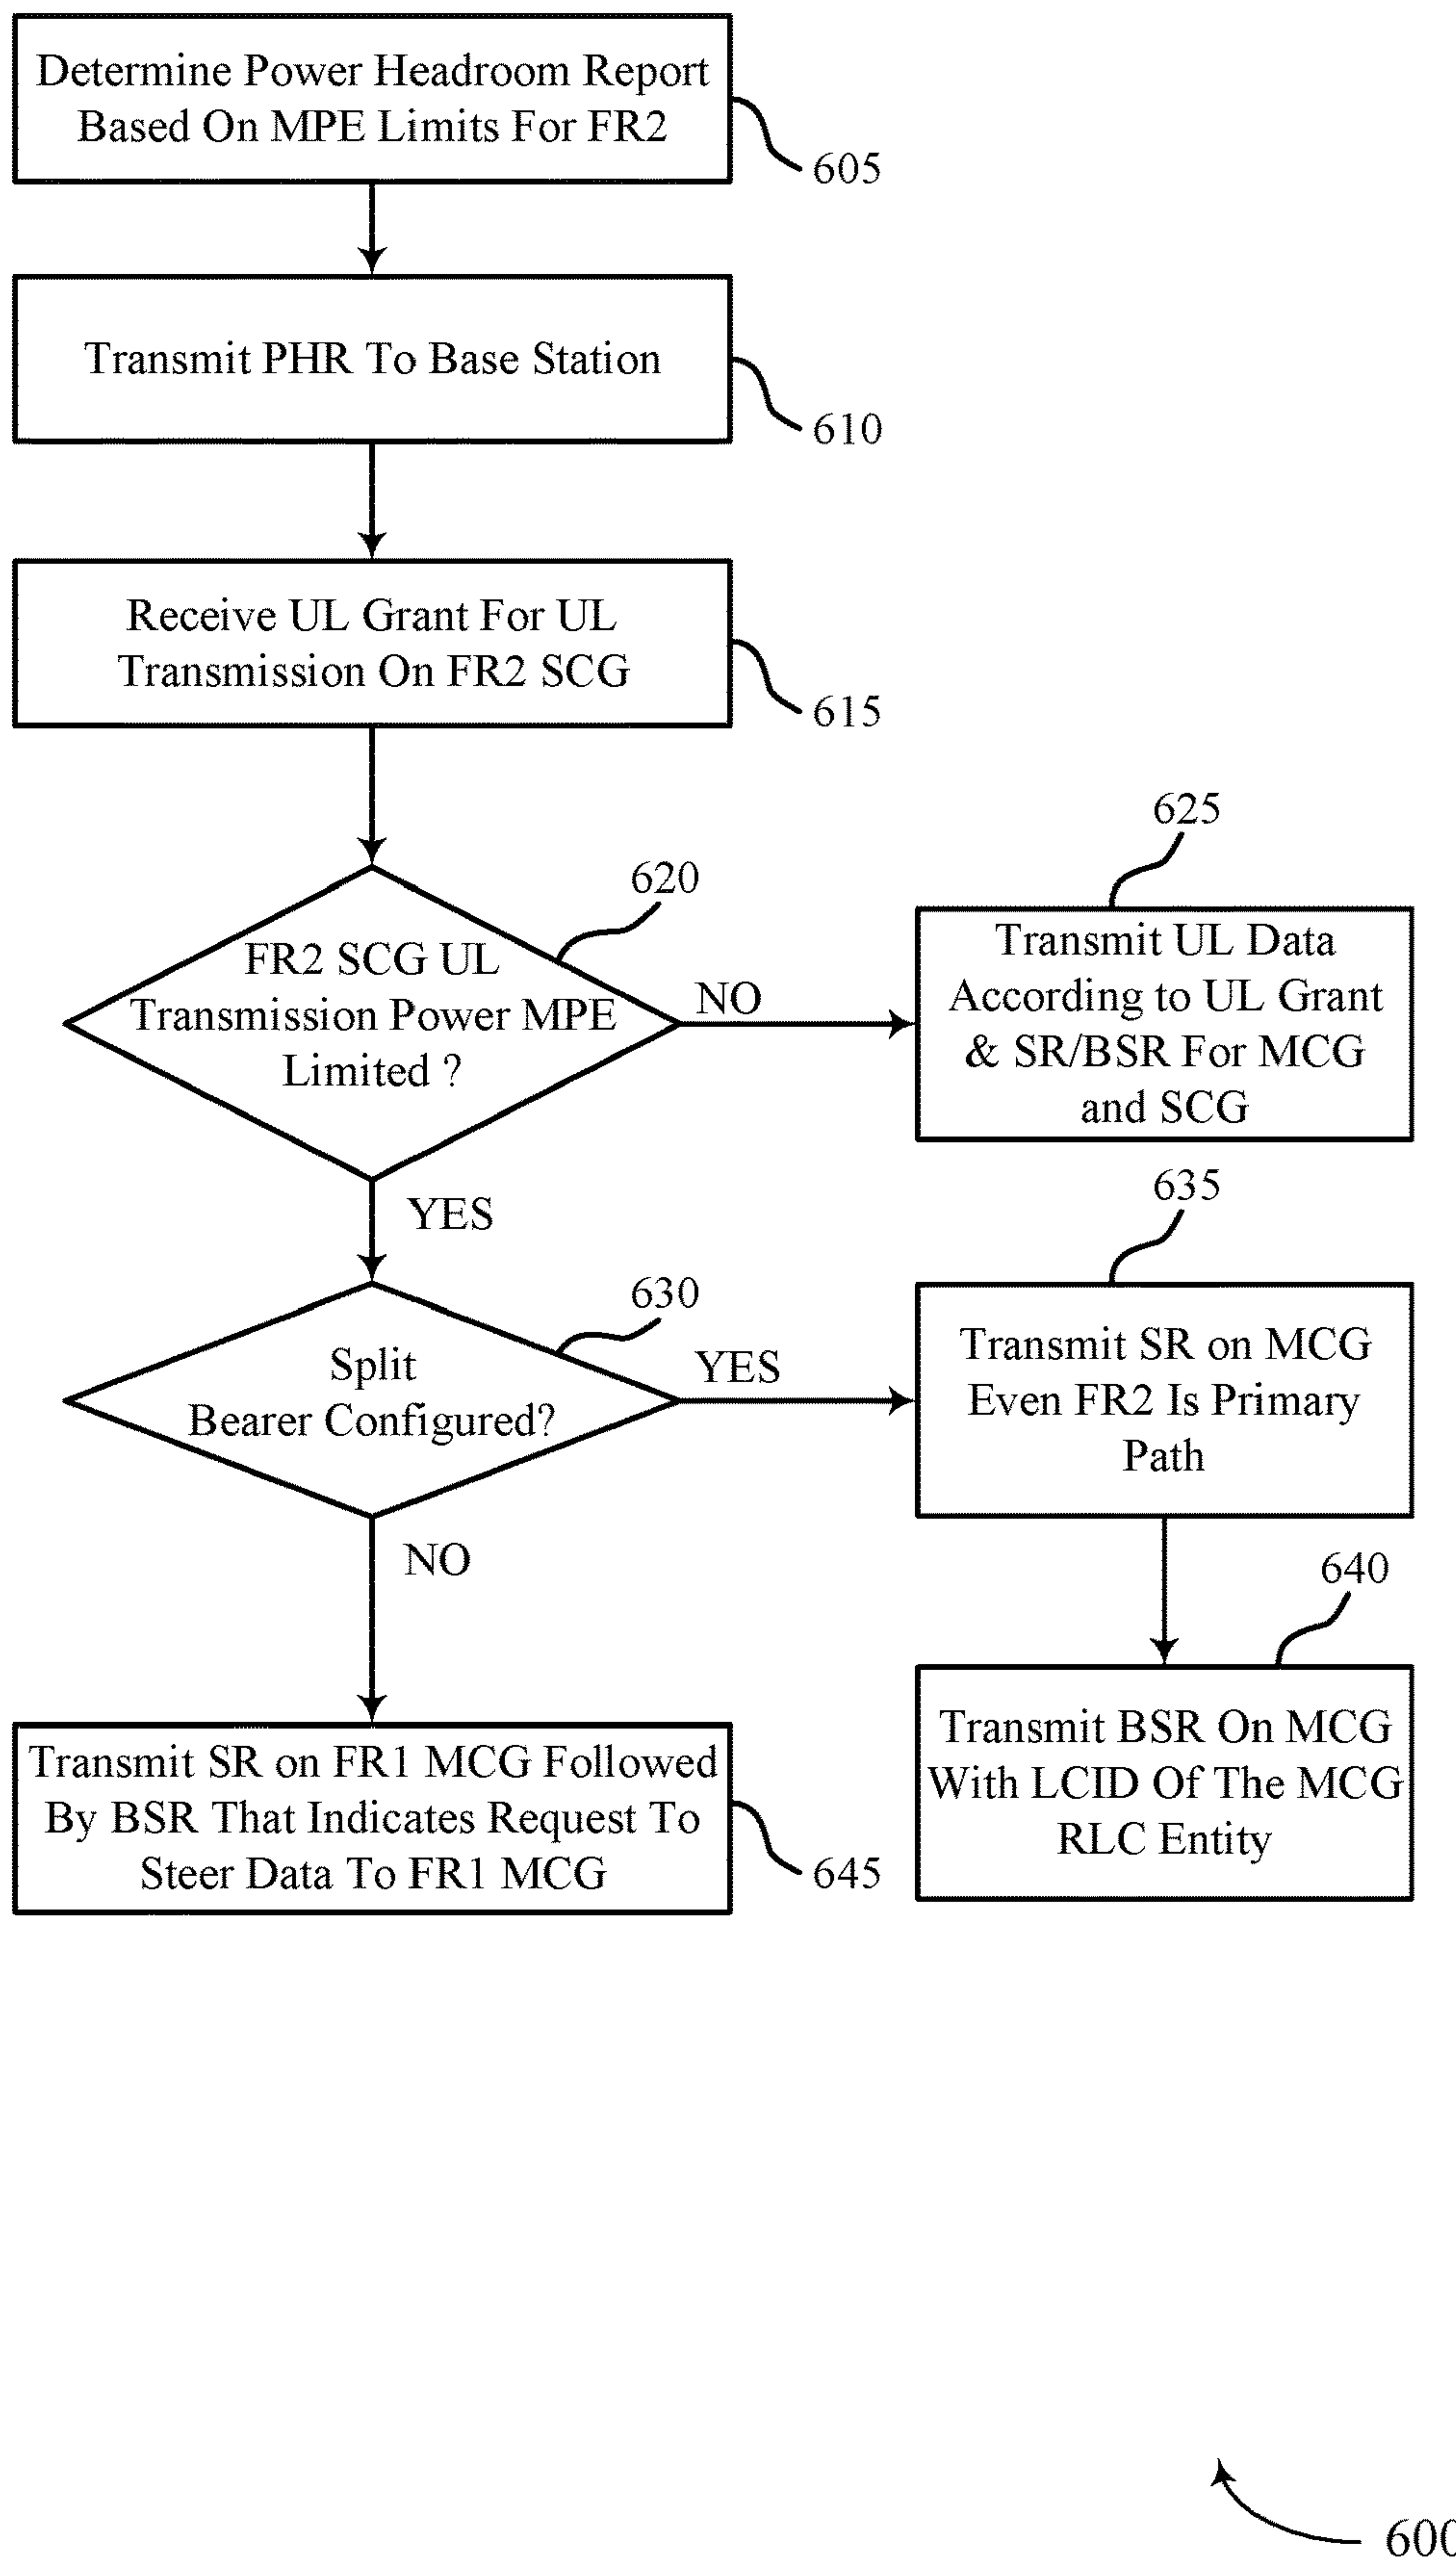 Determine Power Headroom Report
Based On MPE Limits For FR2
605
Transmit PHR To Base Station
610
Receive UL Grant For UL
Transmission On FR2 SCG
615
620
FR2 SCG UL
Transmission Power MPE
Limited ?
NO
625
Transmit UL Data
According to UL Grant
& SR/BSR For MCG
and SCG
YES
630
Split
Bearer Configured?
YES
635
Transmit SR on MCG
Even FR2 Is Primary
Path
NO
640
Transmit BSR On MCG
With LCID Of The MCG
RLC Entity
Transmit SR on FR1 MCG Followed
By BSR That Indicates Request To
Steer Data To FR1 MCG
645
600